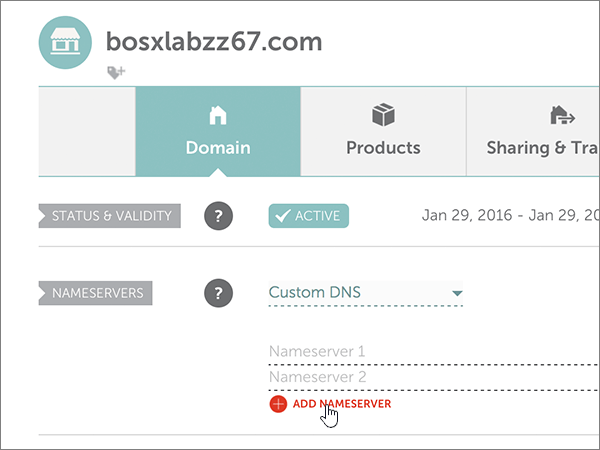 bosxlabzz67.com
Domain
Products
Sharing & Tra
STATUS & VALIDITY
?
ACTIVE
Jan 29, 2016 - Jan 29, 20
NAMESERVERS
?
Custom DNS
Nameserver 1
Nameserver 2
ADD NAMESERVER